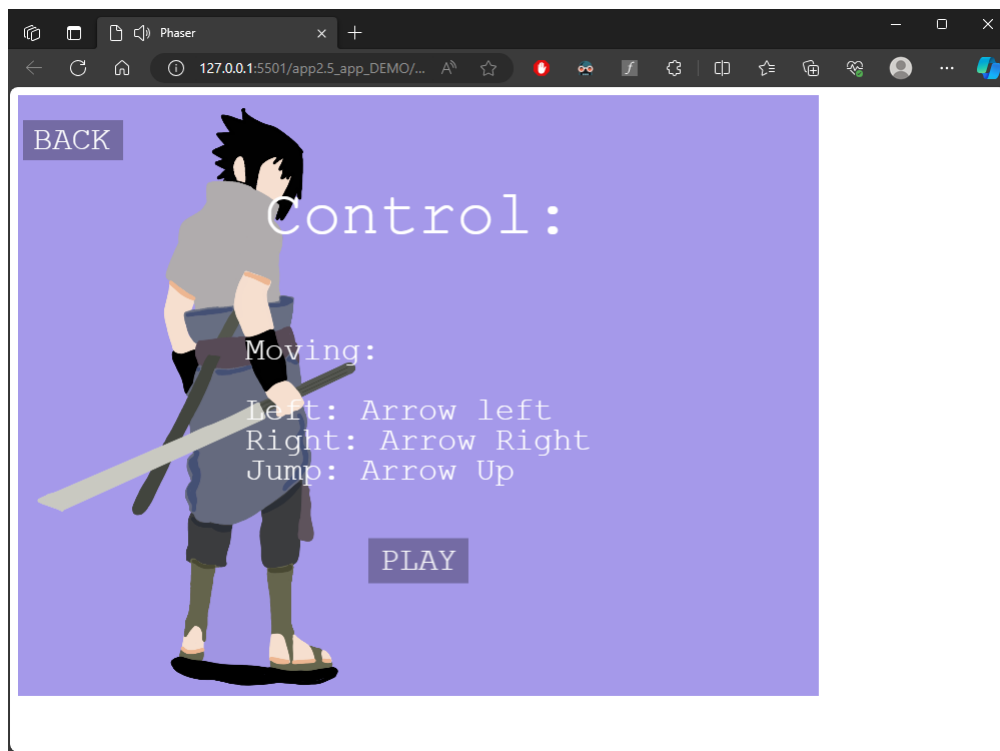 Phaser
127.0.0.1:5501/app2.5_app_DEMO/...
BACK
Control:
Moving:
Left: Arrow left
Right: Arrow Right
Jump: Arrow Up
PLAY